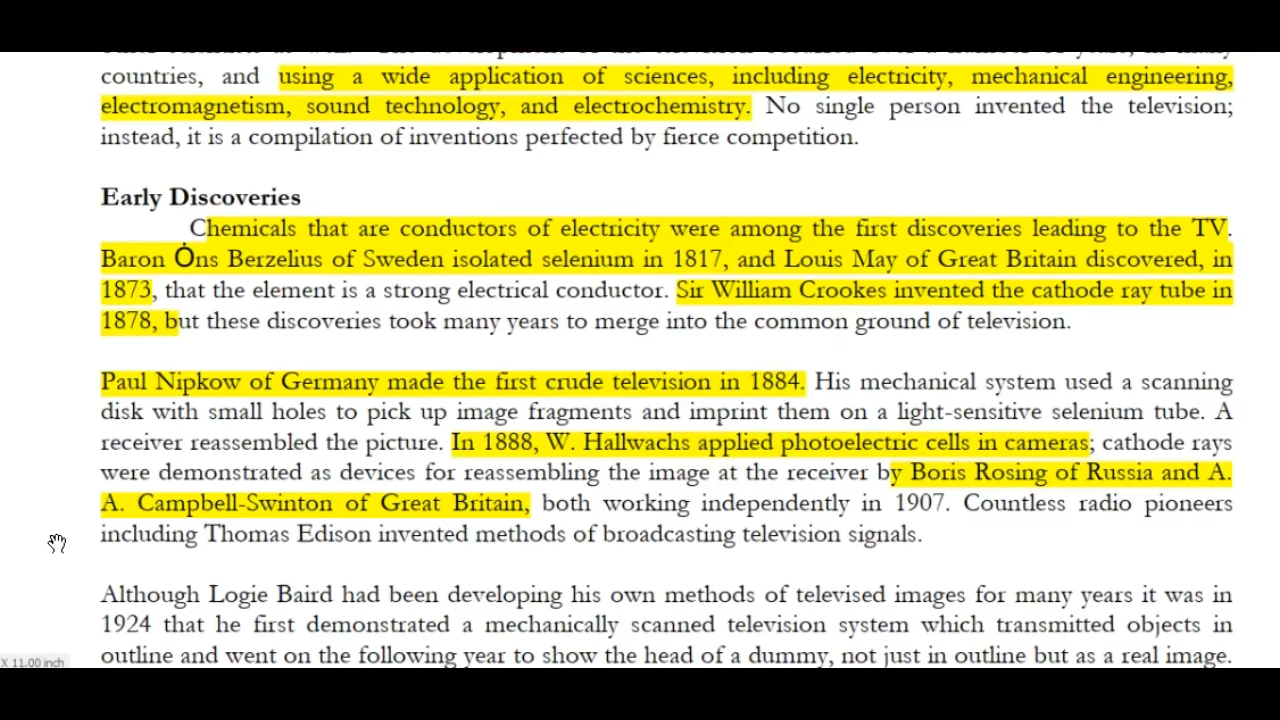 countries, and using a wide application of sciences, including electricity, mechanical engineering,
electromagnetism, sound technology, and electrochemistry. No single person invented the television;
instead, it is a compilation of inventions perfected by fierce competition.
Early Discoveries
Chemicals that are conductors of electricity were among the first discoveries leading to the TV.
Baron Ȯns Berzelius of Sweden isolated selenium in 1817, and Louis May of Great Britain discovered, in
1873, that the element is a strong electrical conductor. Sir William Crookes invented the cathode ray tube in
1878, but these discoveries took many years to merge into the common ground of television.
Paul Nipkow of Germany made the first crude television in 1884. His mechanical system used a scanning
disk with small holes to pick up image fragments and imprint them on a light-sensitive selenium tube. A
receiver reassembled the picture. In 1888, W. Hallwachs applied photoelectric cells in cameras; cathode rays
were demonstrated as devices for reassembling the image at the receiver by Boris Rosing of Russia and A.
A. Campbell-Swinton of Great Britain, both working independently in 1907. Countless radio pioneers
including Thomas Edison invented methods of broadcasting television signals.
Although Logie Baird had been developing his own methods of televised images for many years it was in
1924 that he first demonstrated a mechanically scanned television system which transmitted objects in
outline and went on the following year to show the head of a dummy, not just in outline but as a real image.
X 11.00 inch